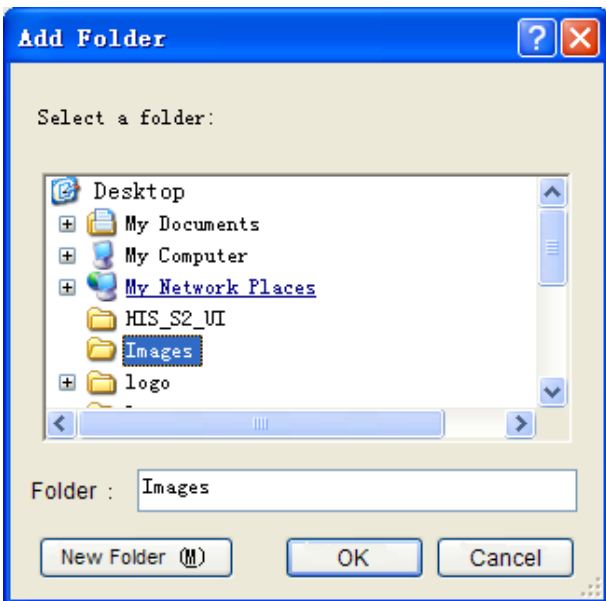 Add Folder
Select a folder:
Desktop
My Documents
My Computer
My Network Places
HIS_S2_UI
Images
logo
Folder : Images
New Folder (M) OK Cancel